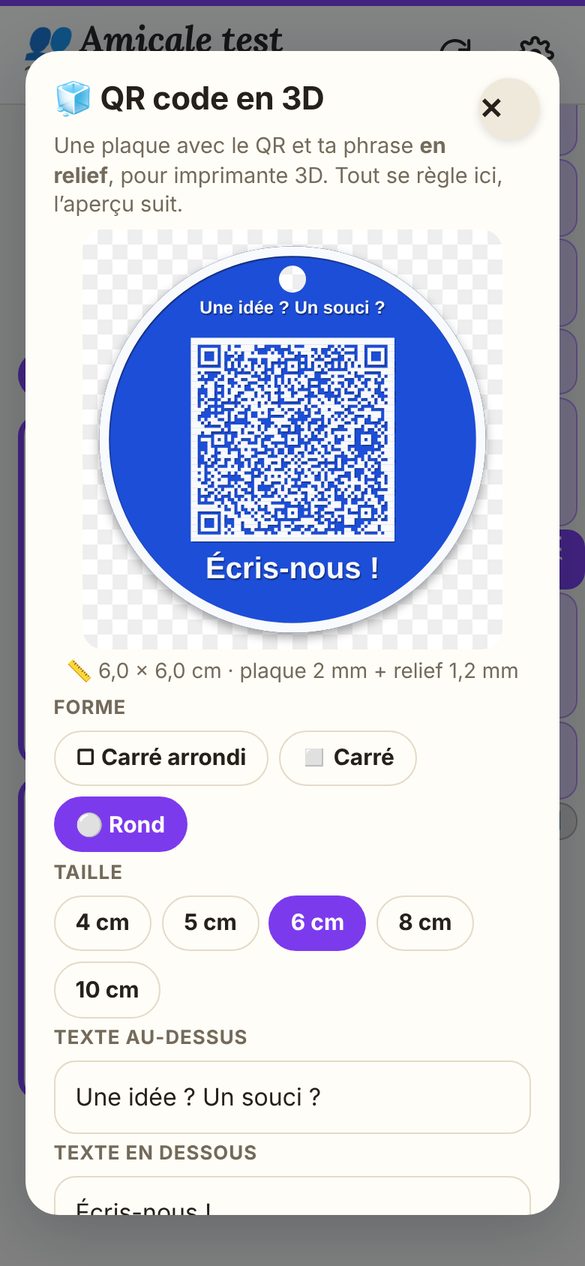 Amicale test
QR code en 3D
Une plaque avec le QR et ta phrase en
relief, pour imprimante 3D. Tout se règle ici,
l'aperçu suit.
Une idée ? Un souci ?
Écris-nous !
6,0 × 6,0 cm · plaque 2 mm + relief 1,2 mm
FORME
Carré arrondi
Carré
Rond
TAILLE
4 cm
5 cm
6 cm
8 cm
10 cm
TEXTE AU-DESSUS
Une idée ? Un souci ?
TEXTE EN DESSOUS
Écris-nous !